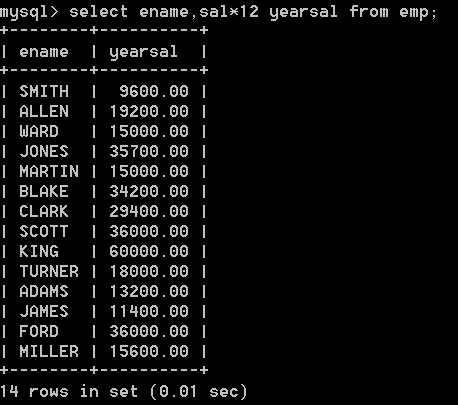 mysql> select ename,sal*12 yearsal from emp;
+--------+----------+
| ename  | yearsal  |
+--------+----------+
| SMITH  |  9600.00 |
| ALLEN  | 19200.00 |
| WARD   | 15000.00 |
| JONES  | 35700.00 |
| MARTIN | 15000.00 |
| BLAKE  | 34200.00 |
| CLARK  | 29400.00 |
| SCOTT  | 36000.00 |
| KING   | 60000.00 |
| TURNER | 18000.00 |
| ADAMS  | 13200.00 |
| JAMES  | 11400.00 |
| FORD   | 36000.00 |
| MILLER | 15600.00 |
+--------+----------+
14 rows in set (0.01 sec)